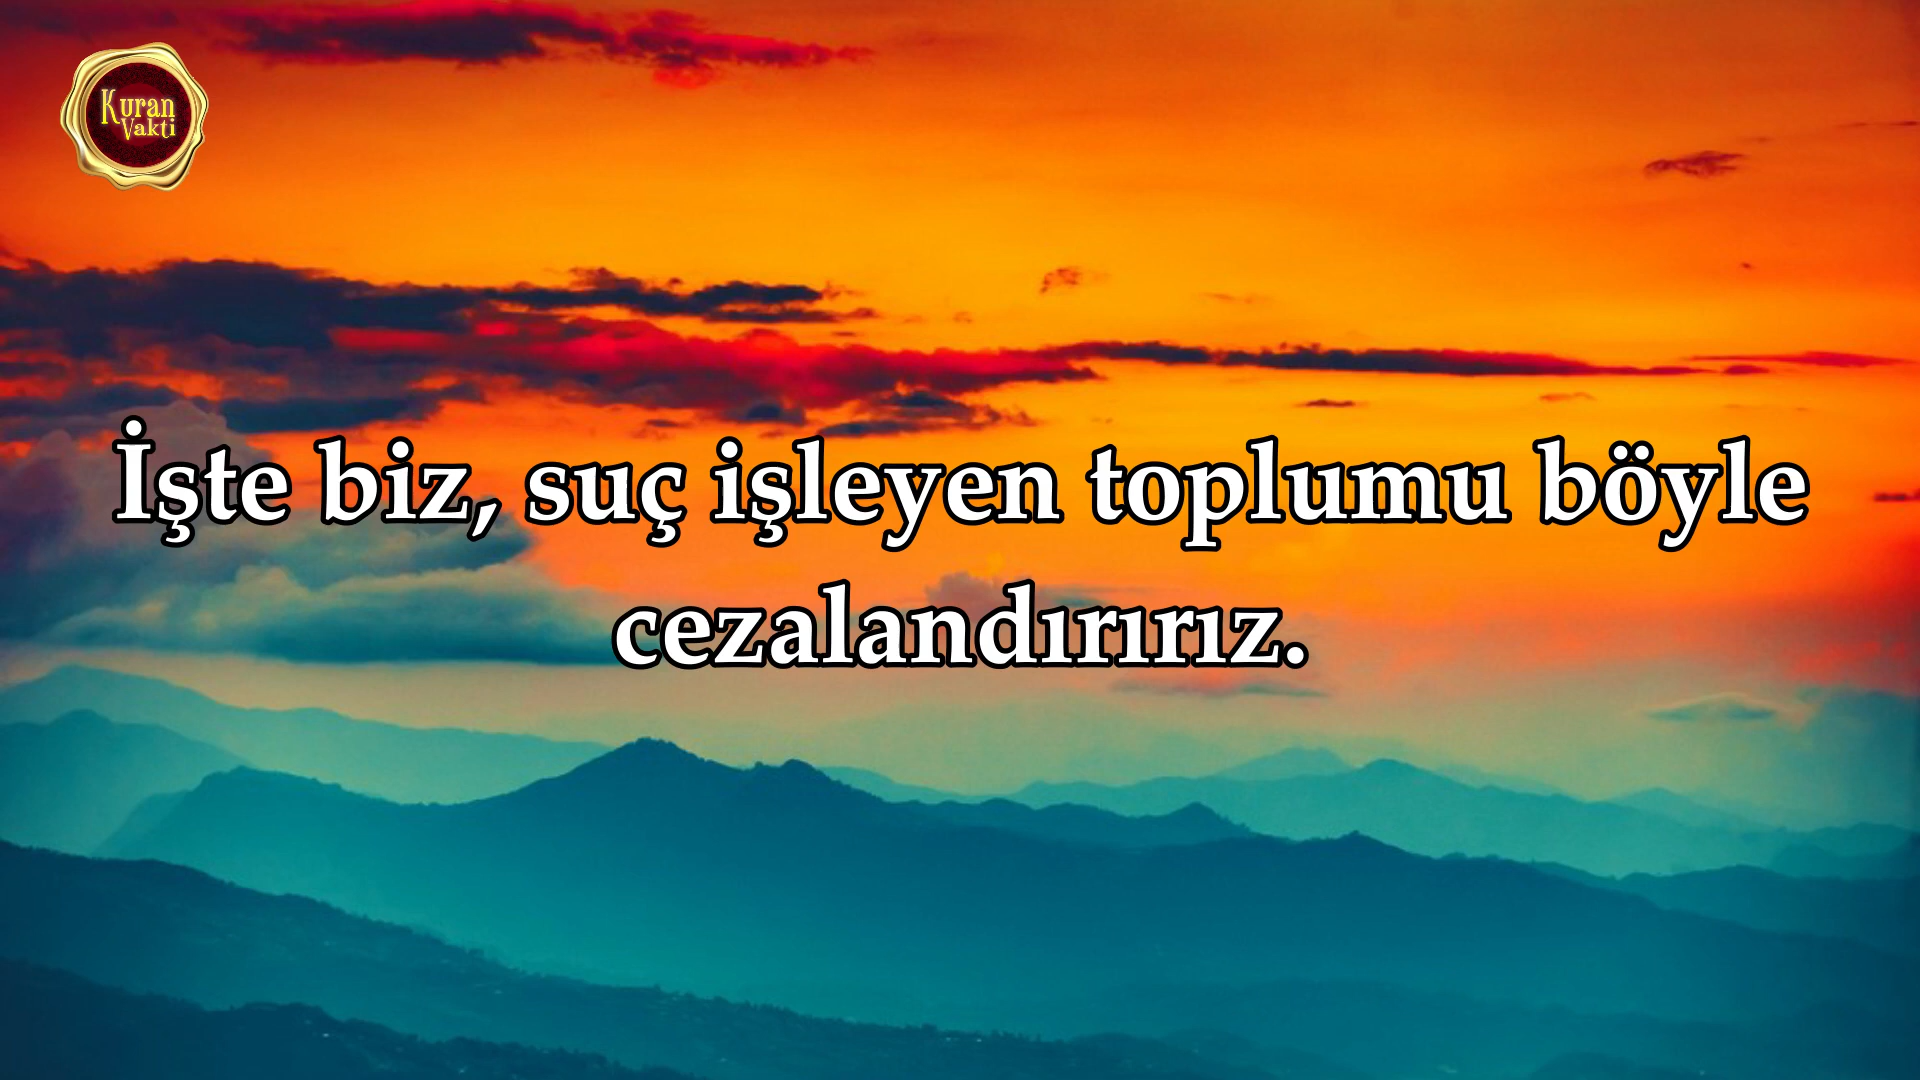 Kuran
Vakti
İşte biz, suç işleyen toplumu böyle
cezalandırırız.